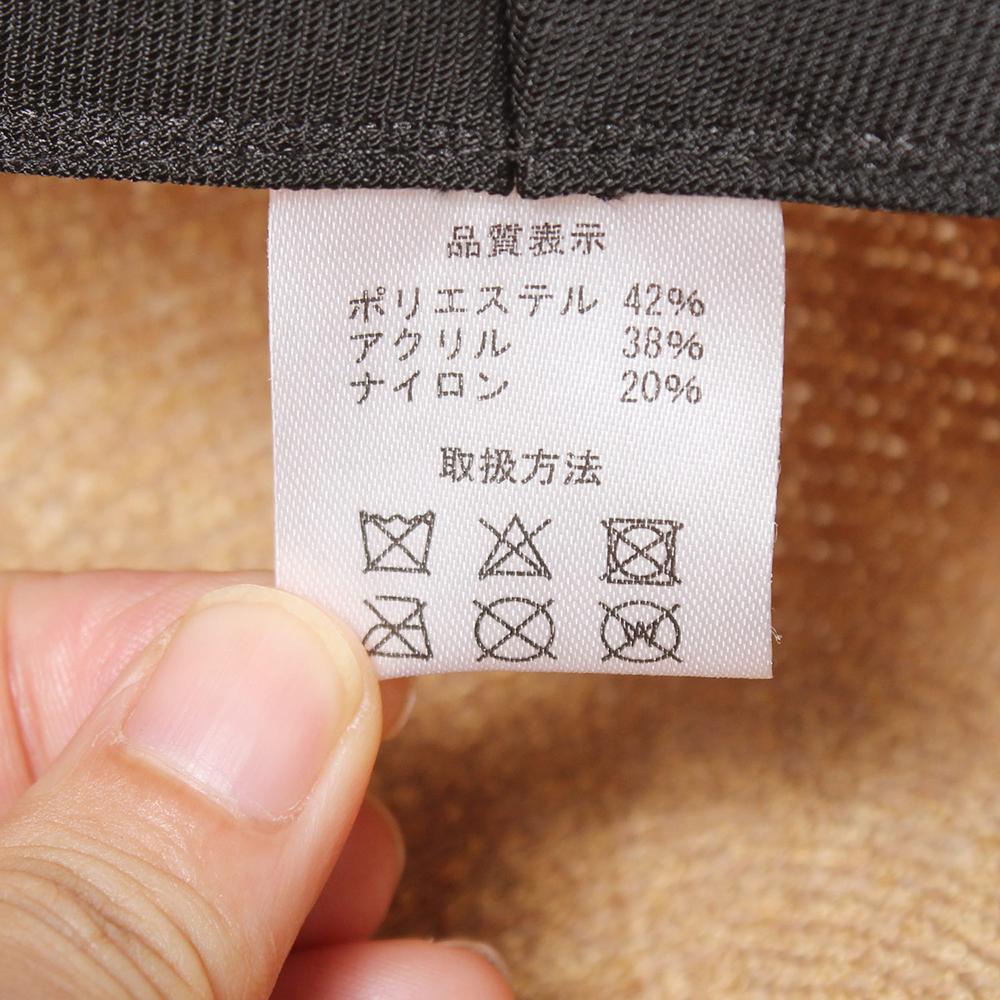 品質表示
ポリエステル 42%
アクリル 38%
ナイロン 20%
取扱方法
W